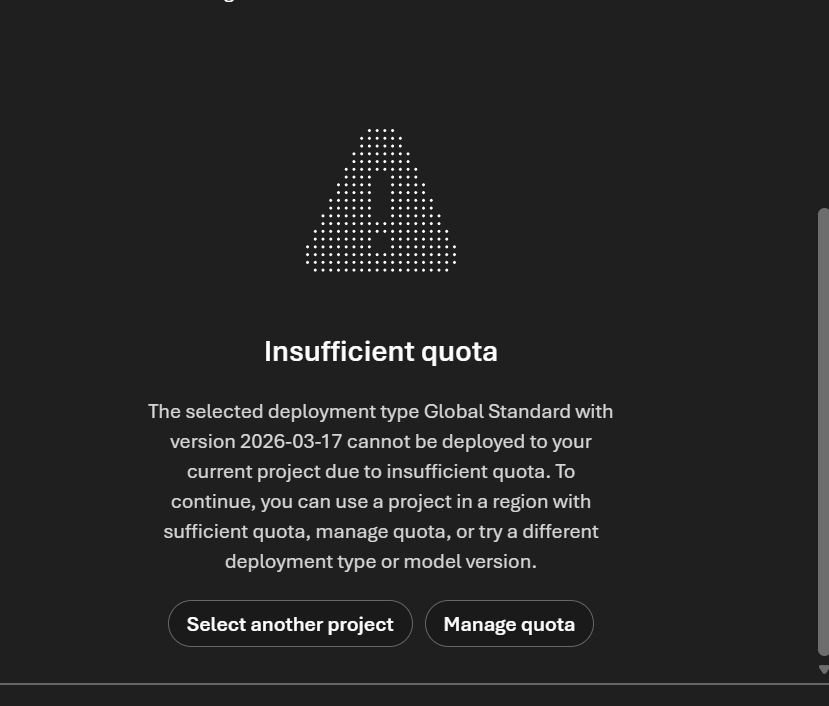 Insufficient quota
The selected deployment type Global Standard with
version 2026-03-17 cannot be deployed to your
current project due to insufficient quota. To
continue, you can use a project in a region with
sufficient quota, manage quota, or try a different
deployment type or model version.
Select another project
Manage quota